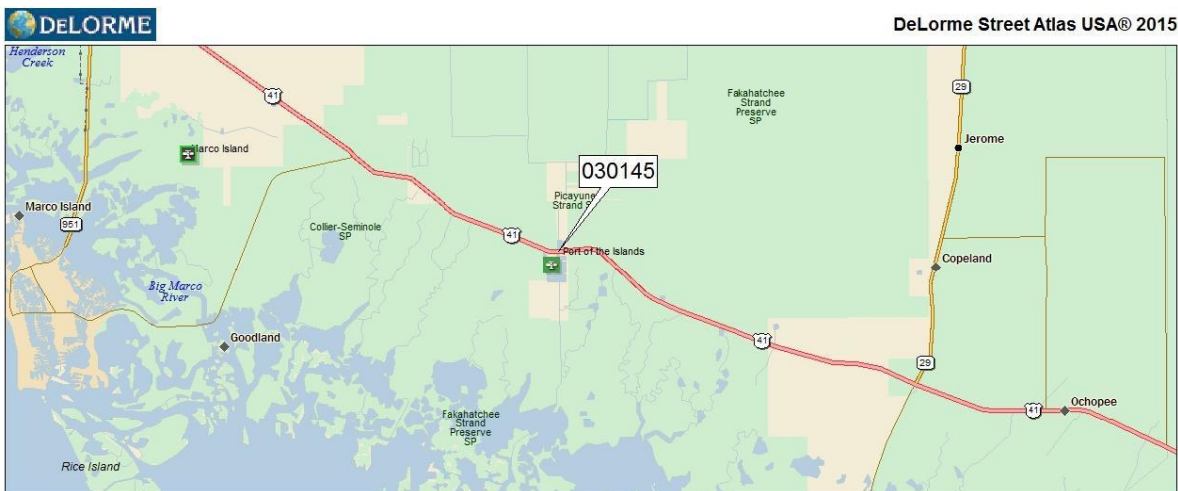 DELORME
DeLorme Street Atlas USA® 2015
Henderson
Creek
41
Fakahatchee
Strand
Preserve
SP
29
Marco Island
Jerome
030145
Picayune
Strand S
Marco Island
951
Collier-Seminole
SP
41
Port of the Islands
Copeland
Big Marco
River
Goodland
41
29
Fakahatchee
Strand
Preserve
SP
41
Ochopee
Rice Island